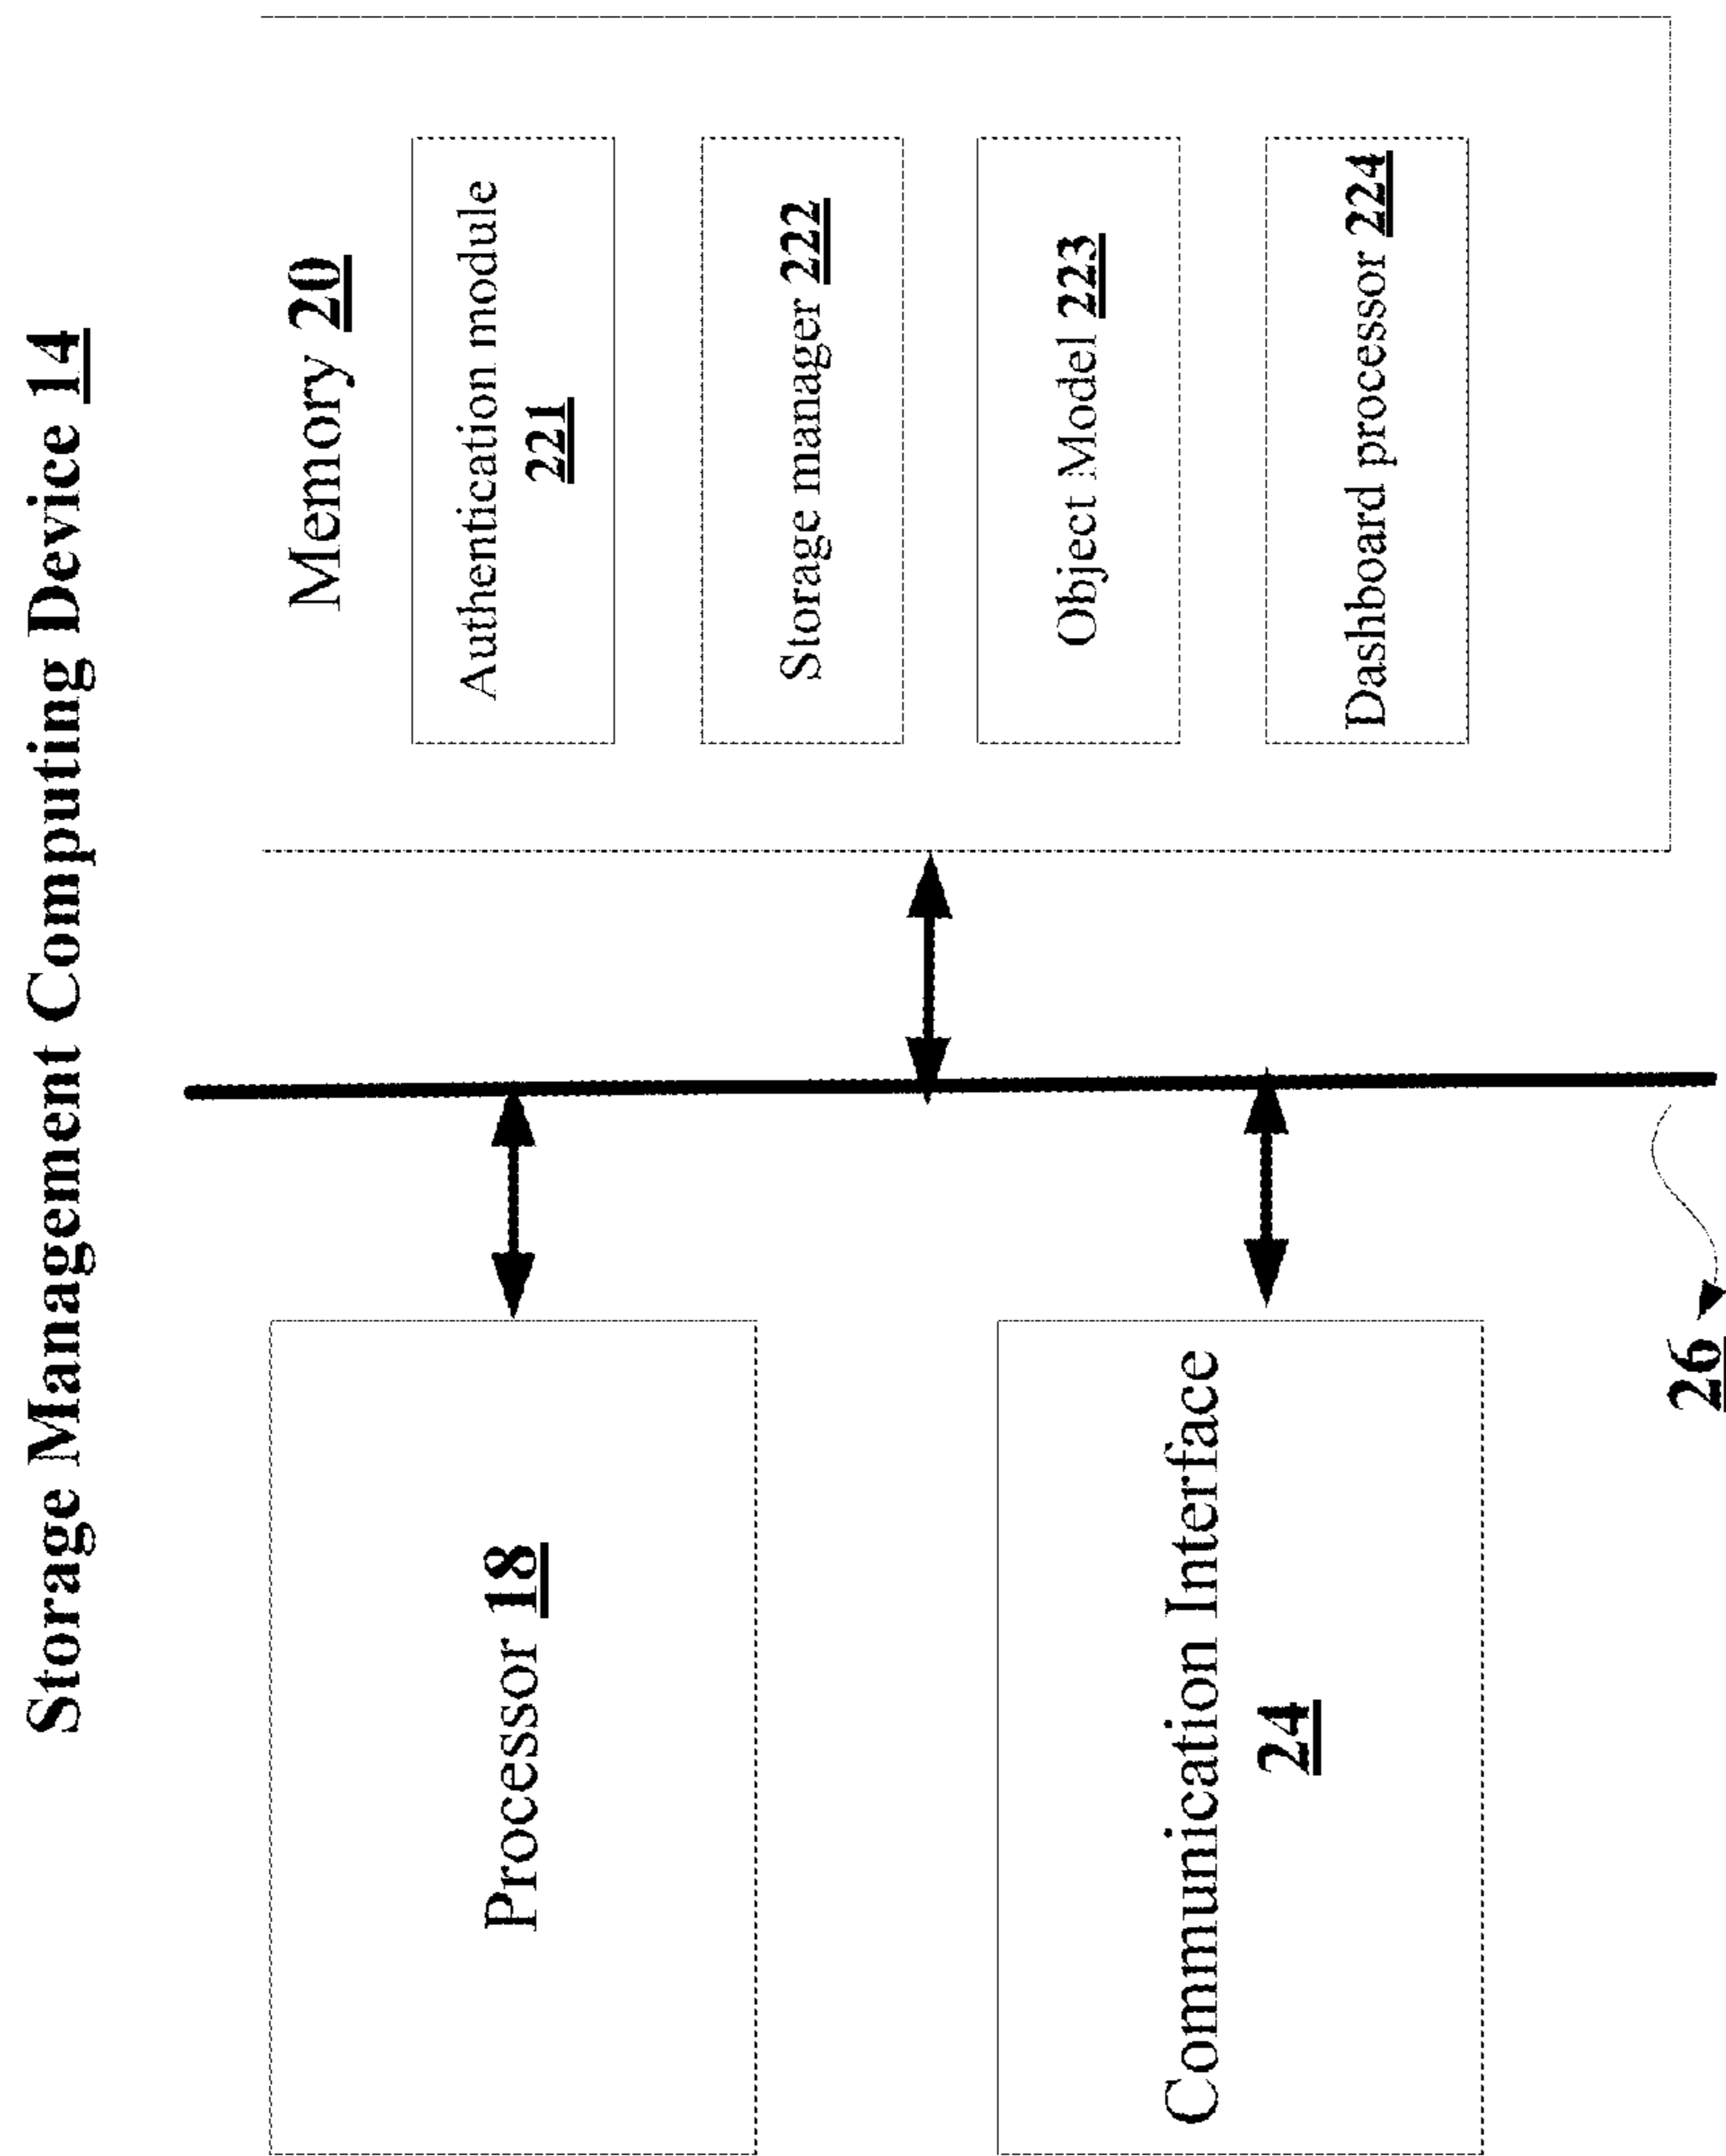 Storage Management Computing Device 14
Processor 18
Communication Interface
24
26
Memory 20
Authentication module
221
Storage manager 222
Object Model 223
Dashboard processor 224